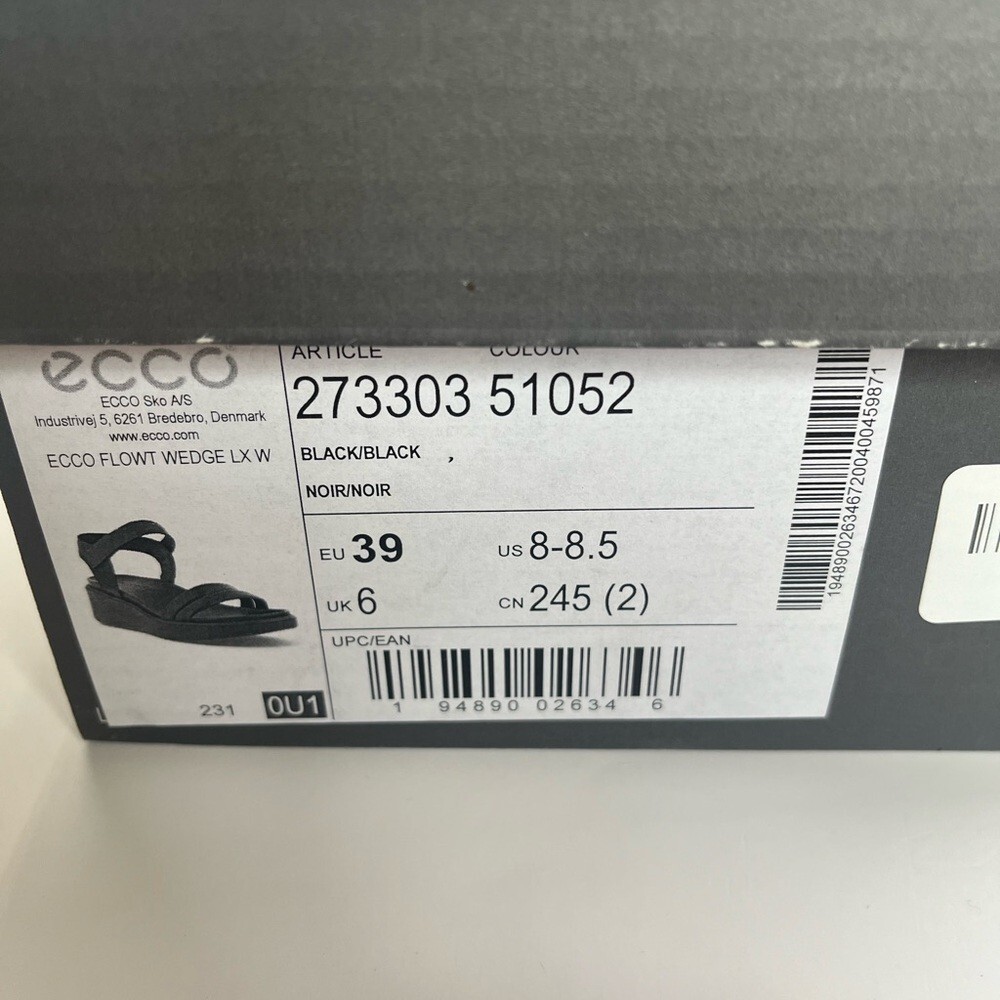 ecco
ECCO Sko A/S
Industrivej 5, 6261 Bredebro, Denmark
www.ecco.com
ECCO FLOWT WEDGE LX W
ARTICLE COLOUR
273303 51052
BLACK/BLACK ,
NOIR/NOIR
EU 39 US 8-8.5
UK 6 CN 245 (2)
UPC/EAN
1 94890 02634 6
231 0U1
1948900263467200400459871